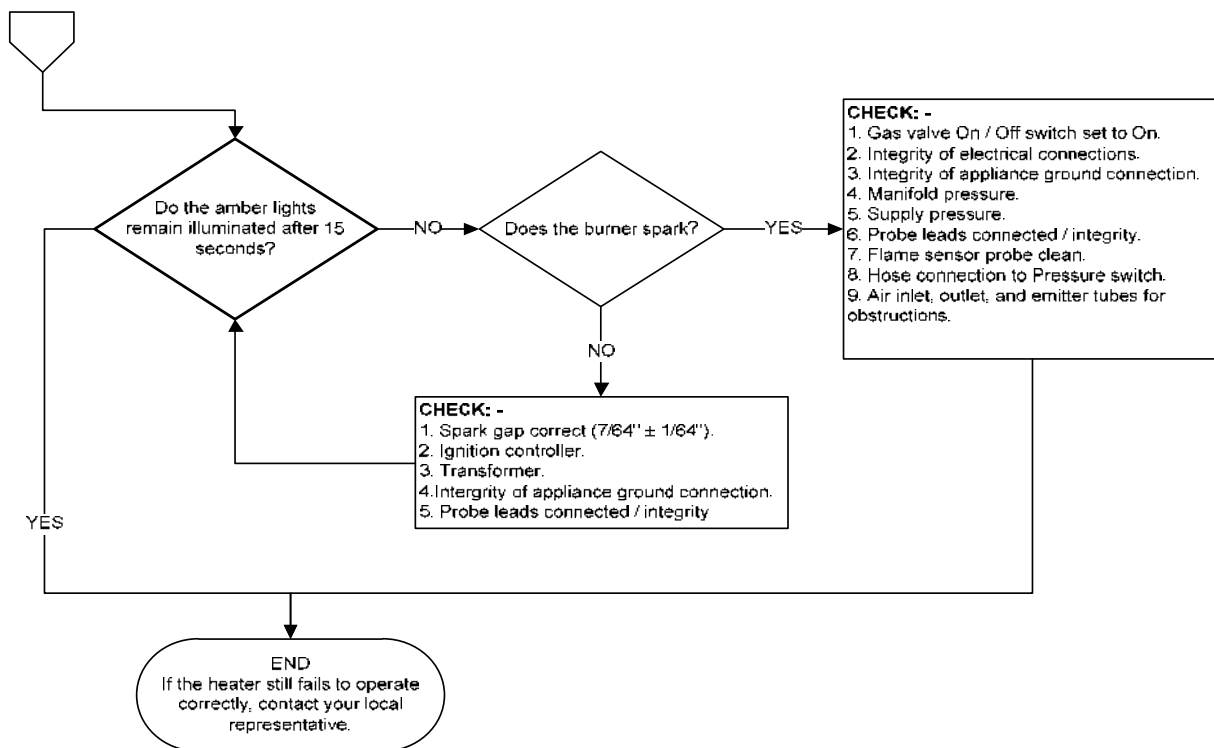 Do the amber lights
remain illuminated after 15
seconds?
NO
Does the burner spark?
YES
CHECK: -
1. Gas valve On / Off switch set to On.
2. Integrity of electrical connections.
3. Integrity of appliance ground connection.
4. Manifold pressure.
5. Supply pressure.
6. Probe leads connected / integrity.
7. Flame sensor probe clean.
8. Hose connection to Pressure switch.
9. Air inlet, outlet, and emitter tubes for
obstructions.
NO
CHECK: -
1. Spark gap correct (7/64" ± 1/64").
2. Ignition controller.
3. Transformer.
4.Intergrity of appliance ground connection.
5. Probe leads connected / integrity
YES
END
If the heater still fails to operate
correctly, contact your local
representative.